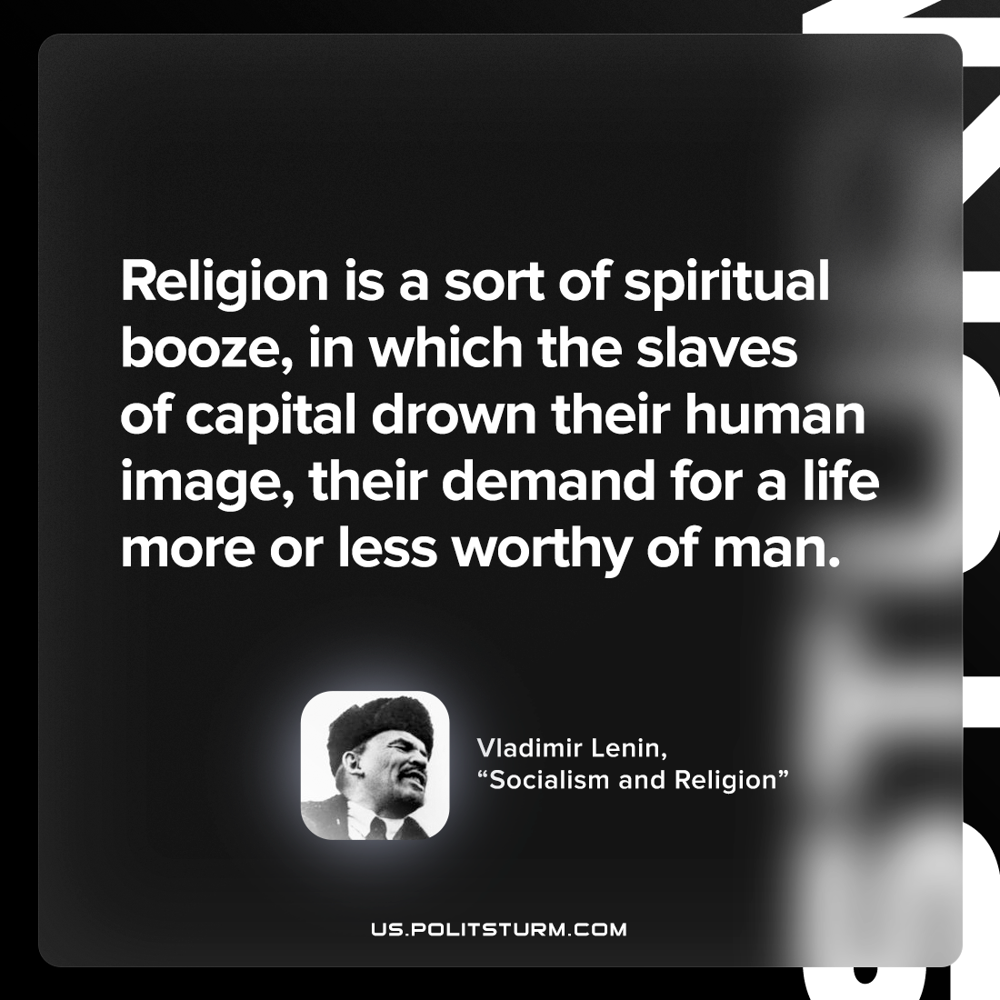 Religion is a sort of spiritual
booze, in which the slaves
of capital drown their human
image, their demand for a life
more or less worthy of man.
Vladimir Lenin,
“Socialism and Religion”
US.POLITSTURM.COM